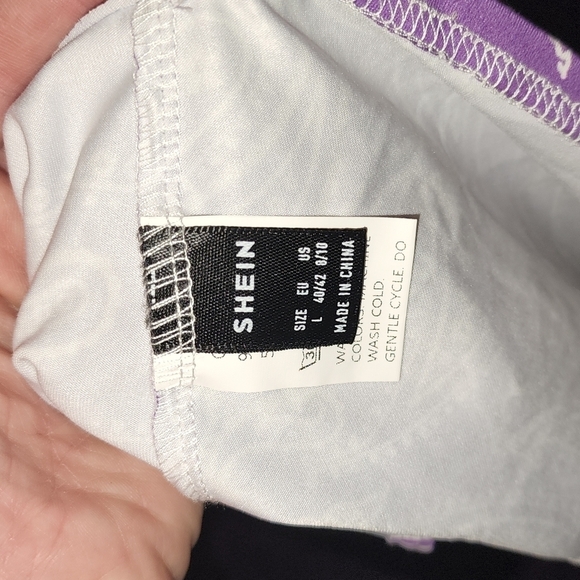 SHEIN
SIZE EU US
L 40/42 8/10
MADE IN CHINA
WASH COLD.
GENTLE CYCLE. DO